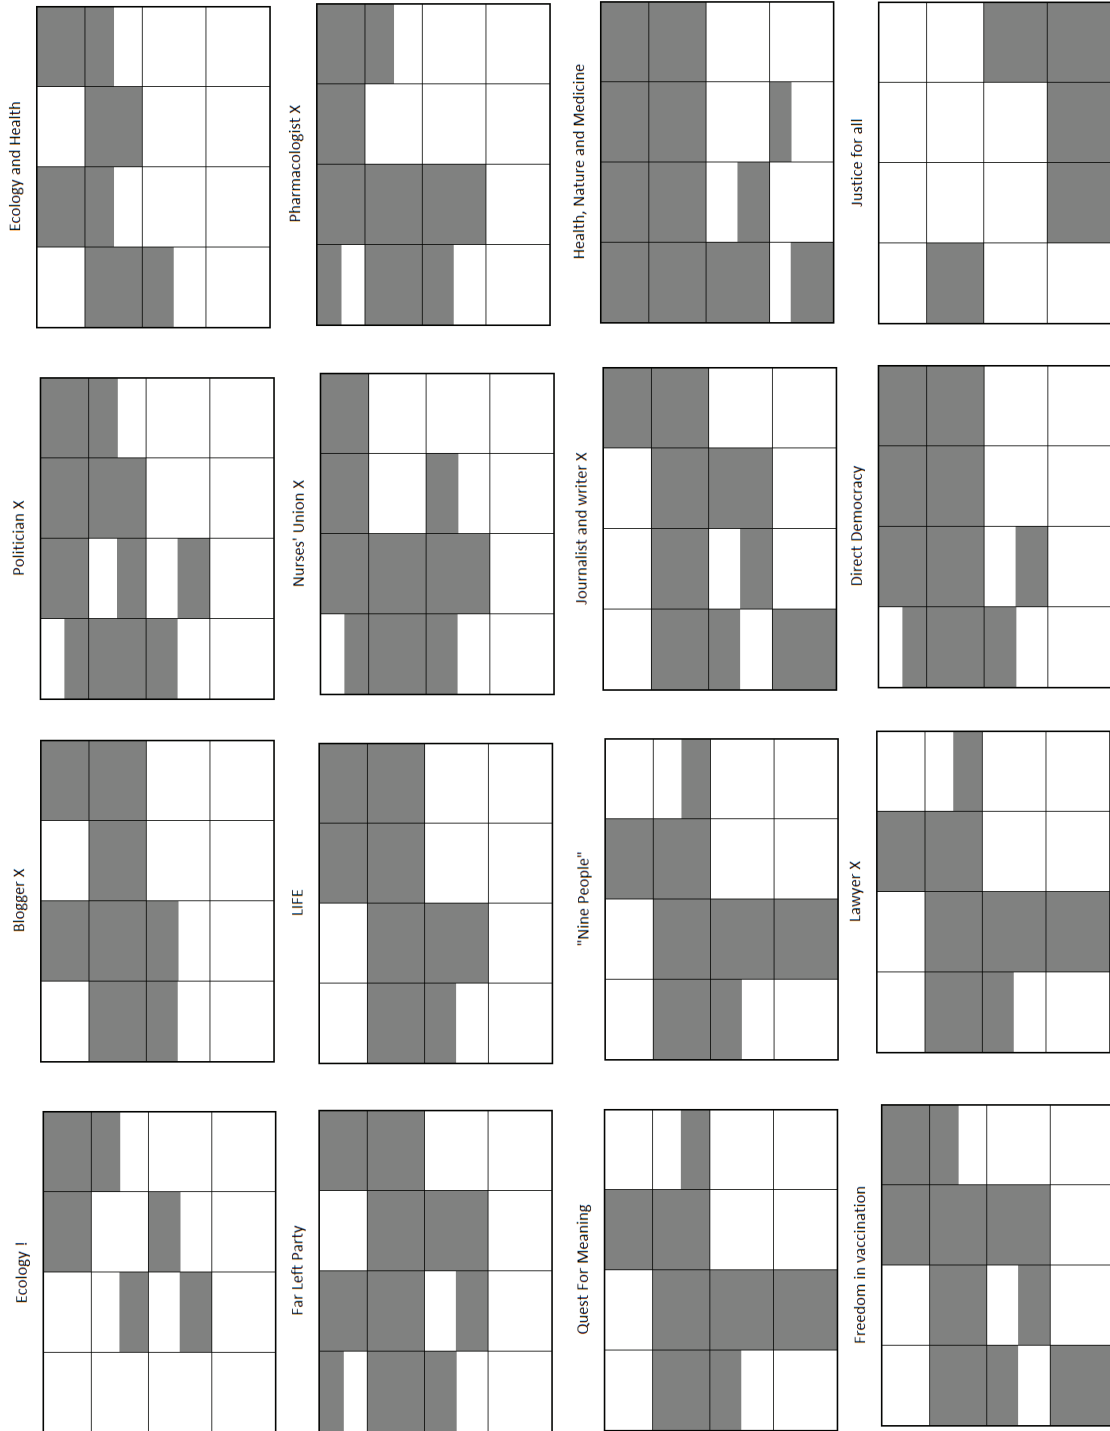 Ecology and Health
Pharmacologist X
Health, Nature and Medicine
Justice for all
Politician X
Nurses' Union X
Journalist and writer X
Direct Democracy
Blogger X
LIFE
"Nine People"
Lawyer X
Ecology !
Far Left Party
Quest For Meaning
Freedom in vaccination